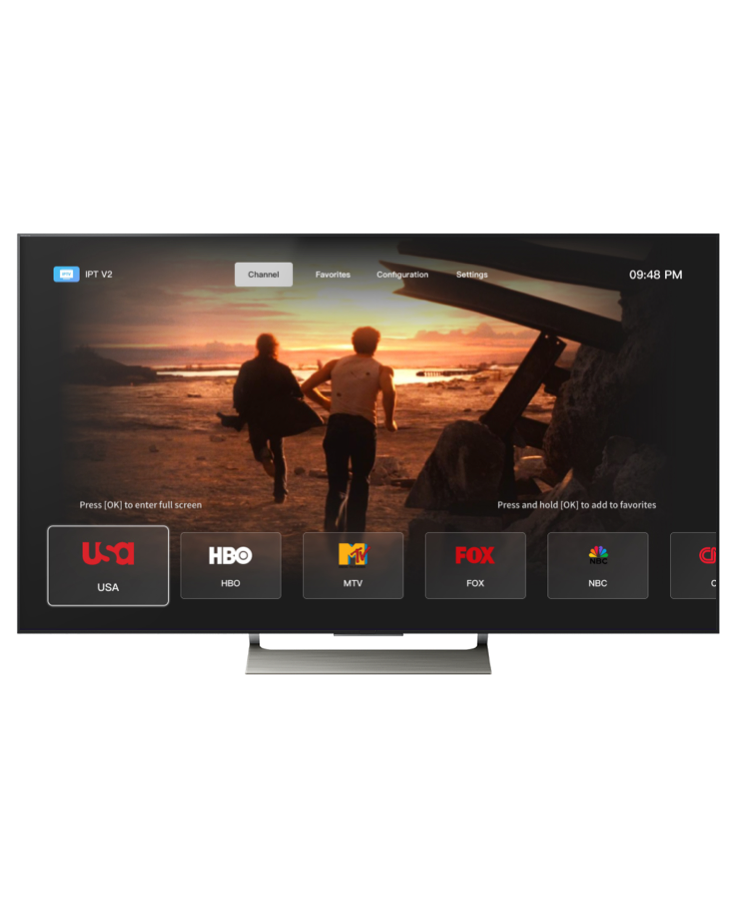 IPTV
IPT V2
Channel
Favorites
Configuration
Settings
09:48 PM
Press [OK] to enter full screen
Press and hold [OK] to add to favorites
USA
HBO
MTV
FOX
NBC
USA
HBO
MTV
FOX
NBC
C